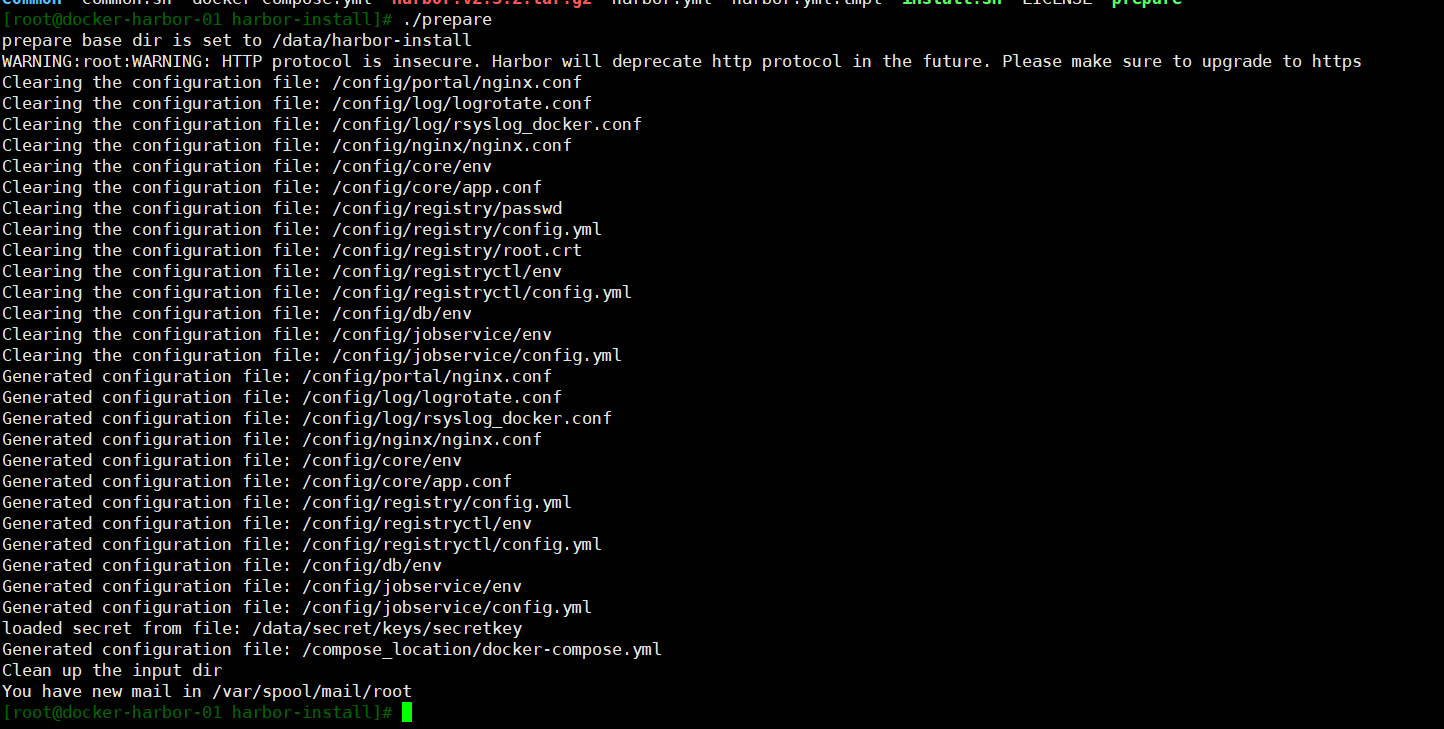 common common.sh docker-compose.yml harbor.v2.3.2.tar.gz harbor.yml harbor.yml.tmpl install.sh LICENSE prepare
[root@docker-harbor-01 harbor-install]# ./prepare
prepare base dir is set to /data/harbor-install
WARNING:root:WARNING: HTTP protocol is insecure. Harbor will deprecate http protocol in the future. Please make sure to upgrade to https
Clearing the configuration file: /config/portal/nginx.conf
Clearing the configuration file: /config/log/logrotate.conf
Clearing the configuration file: /config/log/rsyslog_docker.conf
Clearing the configuration file: /config/nginx/nginx.conf
Clearing the configuration file: /config/core/env
Clearing the configuration file: /config/core/app.conf
Clearing the configuration file: /config/registry/passwd
Clearing the configuration file: /config/registry/config.yml
Clearing the configuration file: /config/registry/root.crt
Clearing the configuration file: /config/registryctl/env
Clearing the configuration file: /config/registryctl/config.yml
Clearing the configuration file: /config/db/env
Clearing the configuration file: /config/jobservice/env
Clearing the configuration file: /config/jobservice/config.yml
Generated configuration file: /config/portal/nginx.conf
Generated configuration file: /config/log/logrotate.conf
Generated configuration file: /config/log/rsyslog_docker.conf
Generated configuration file: /config/nginx/nginx.conf
Generated configuration file: /config/core/env
Generated configuration file: /config/core/app.conf
Generated configuration file: /config/registry/config.yml
Generated configuration file: /config/registryctl/env
Generated configuration file: /config/registryctl/config.yml
Generated configuration file: /config/db/env
Generated configuration file: /config/jobservice/env
Generated configuration file: /config/jobservice/config.yml
loaded secret from file: /data/secret/keys/secretkey
Generated configuration file: /compose_location/docker-compose.yml
Clean up the input dir
You have new mail in /var/spool/mail/root
[root@docker-harbor-01 harbor-install]#